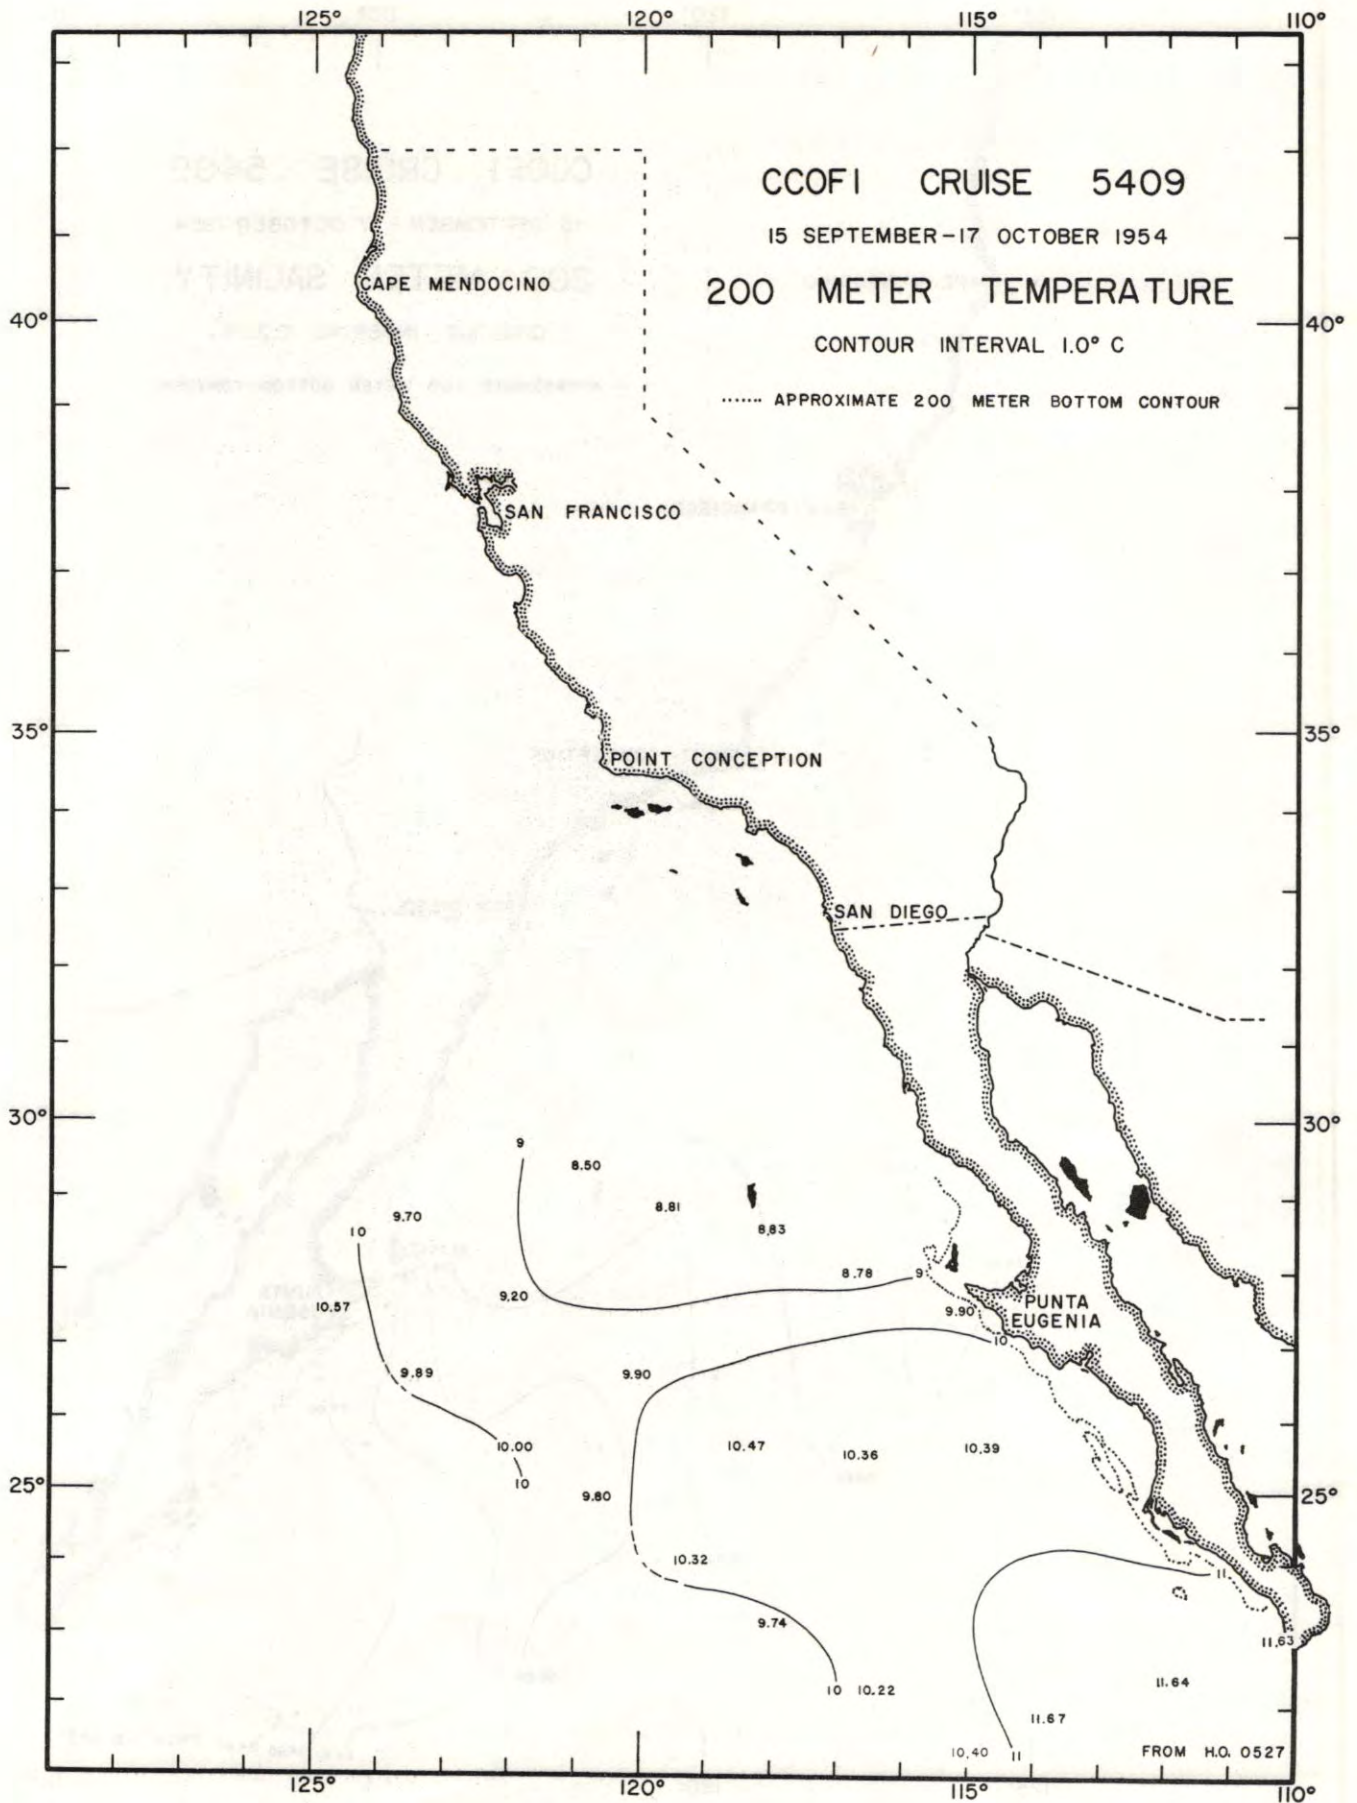 125° 120° 115° 110°
CCOFI CRUISE 5409
15 SEPTEMBER-17 OCTOBER 1954
200 METER TEMPERATURE
CONTOUR INTERVAL 1.0° C
APPROXIMATE 200 METER BOTTOM CONTOUR
CAPE MENDOCINO
40° 40°
SAN FRANCISCO
35° 35°
POINT CONCEPTION
SAN DIEGO
30° 30°
9
8.50
8.81
9.70
8.83
10
8.78 9
9.20
10.57
9.90
PUNTA
EUGENIA
10
9.89
9.90
10.00
10.47
10.36
10.39
10
9.80
25° 25°
10.32
11
9.74
11.63
11.64
10 10.22
11.67
10.40 11
FROM H.O. 0527
125° 120° 115° 110°